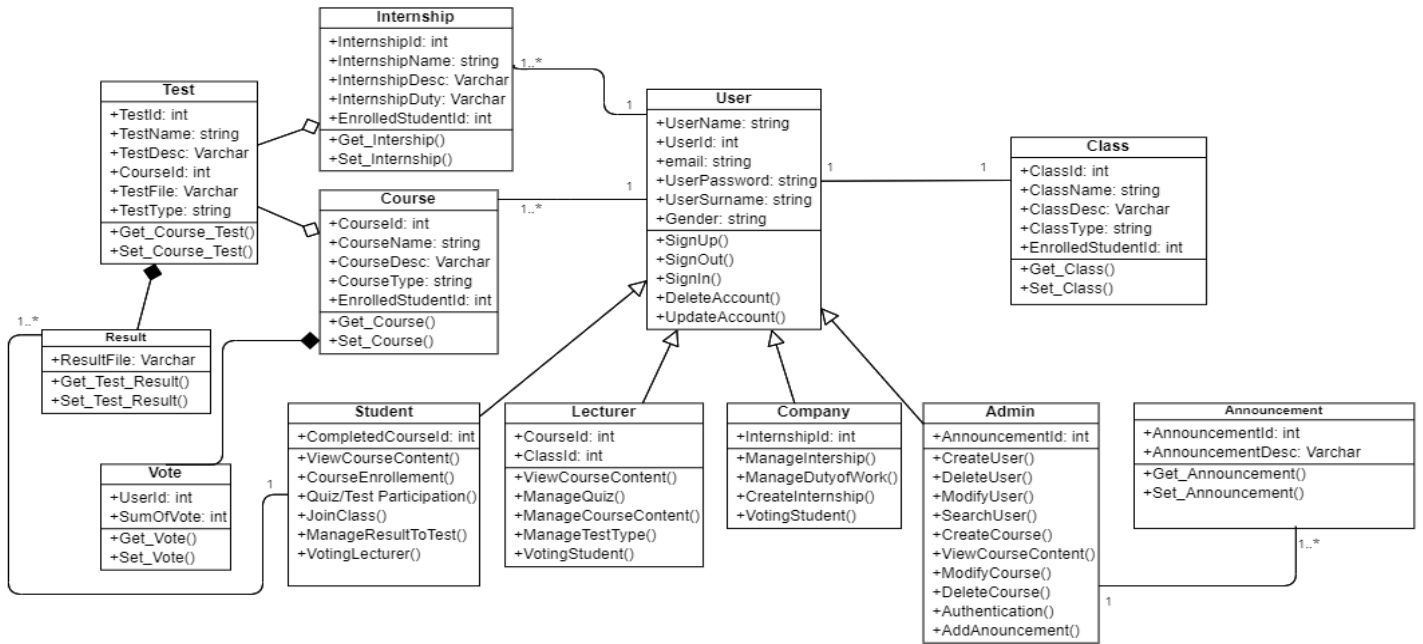 Internship
+InternshipId: int
+InternshipName: string
+InternshipDesc: Varchar
+InternshipDuty: Varchar
+EnrolledStudentId: int
+Get_Intership()
+Set_Internship()
1..*
1
Test
+TestId: int
+TestName: string
+TestDesc: Varchar
+CourseId: int
+TestFile: Varchar
+TestType: string
+Get_Course_Test()
+Set_Course_Test()
User
+UserName: string
+UserId: int
+email: string
+UserPassword: string
+UserSurname: string
+Gender: string
+SignUp()
+SignOut()
+SignIn()
+DeleteAccount()
+UpdateAccount()
1
1
Class
+ClassId: int
+ClassName: string
+ClassDesc: Varchar
+ClassType: string
+EnrolledStudentId: int
+Get_Class()
+Set_Class()
Course
+CourseId: int
+CourseName: string
+CourseDesc: Varchar
+CourseType: string
+EnrolledStudentId: int
+Get_Course()
+Set_Course()
1..*
1
1..*
Result
+ResultFile: Varchar
+Get_Test_Result()
+Set_Test_Result()
Vote
+UserId: int
+SumOfVote: int
+Get_Vote()
+Set_Vote()
1
Student
+CompletedCourseId: int
+ViewCourseContent()
+CourseEnrollement()
+Quiz/Test Participation()
+JoinClass()
+ManageResultToTest()
+VotingLecturer()
Lecturer
+CourseId: int
+ClassId: int
+ViewCourseContent()
+ManageQuiz()
+ManageCourseContent()
+ManageTestType()
+VotingStudent()
Company
+InternshipId: int
+ManageIntership()
+ManageDutyofWork()
+CreateInternship()
+VotingStudent()
Admin
+AnnouncementId: int
+CreateUser()
+DeleteUser()
+ModifyUser()
+SearchUser()
+CreateCourse()
+ViewCourseContent()
+ModifyCourse()
+DeleteCourse()
+Authentication()
+AddAnouncement()
Announcement
+AnnouncementId: int
+AnnouncementDesc: Varchar
+Get_Announcement()
+Set_Announcement()
1..*
1